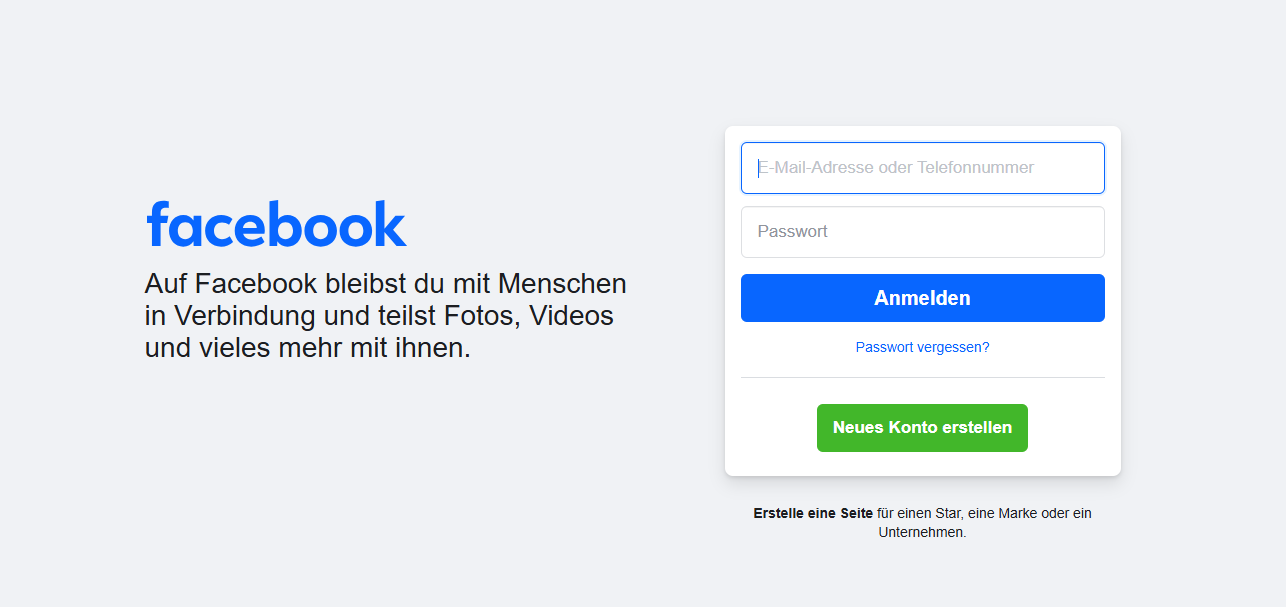 facebook
Auf Facebook bleibst du mit Menschen
in Verbindung und teilst Fotos, Videos
und vieles mehr mit ihnen.
E-Mail-Adresse oder Telefonnummer
Passwort
Anmelden
Passwort vergessen?
Neues Konto erstellen
Erstelle eine Seite für einen Star, eine Marke oder ein
Unternehmen.